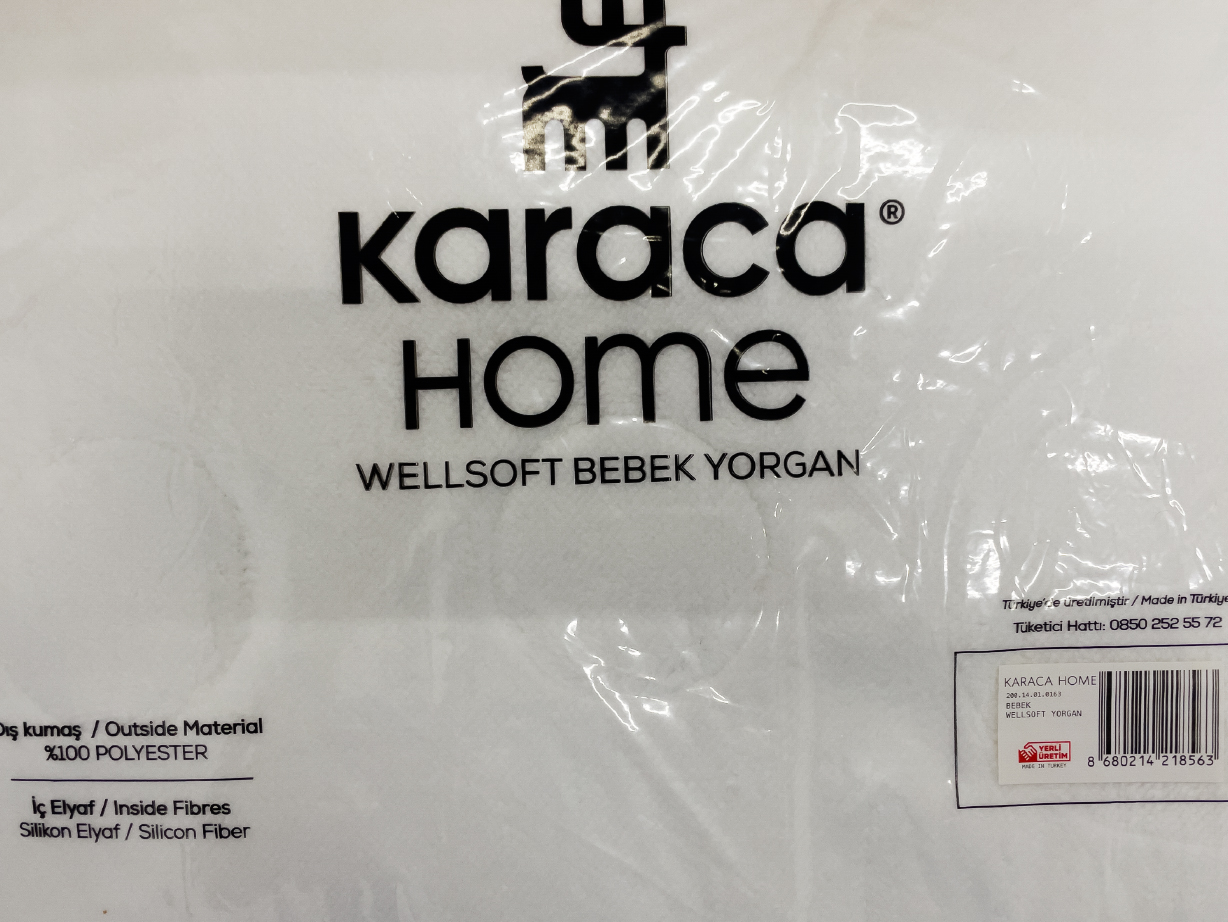 Karaca®
Home
WELLSOFT BEBEK YORGAN
Türkiye'de üretilmiştir / Made in Türkiye
Tüketici Hattı: 0850 252 55 72
KARACA HOME
200.14.01.0163
BEBEK
WELLSOFT YORGAN
YERLİ
ÜRETİM
MADE IN TURKEY
8 680214 218563
Dış kumaş / Outside Material
%100 POLYESTER
İç Elyaf / Inside Fibres
Silikon Elyaf / Silicon Fiber